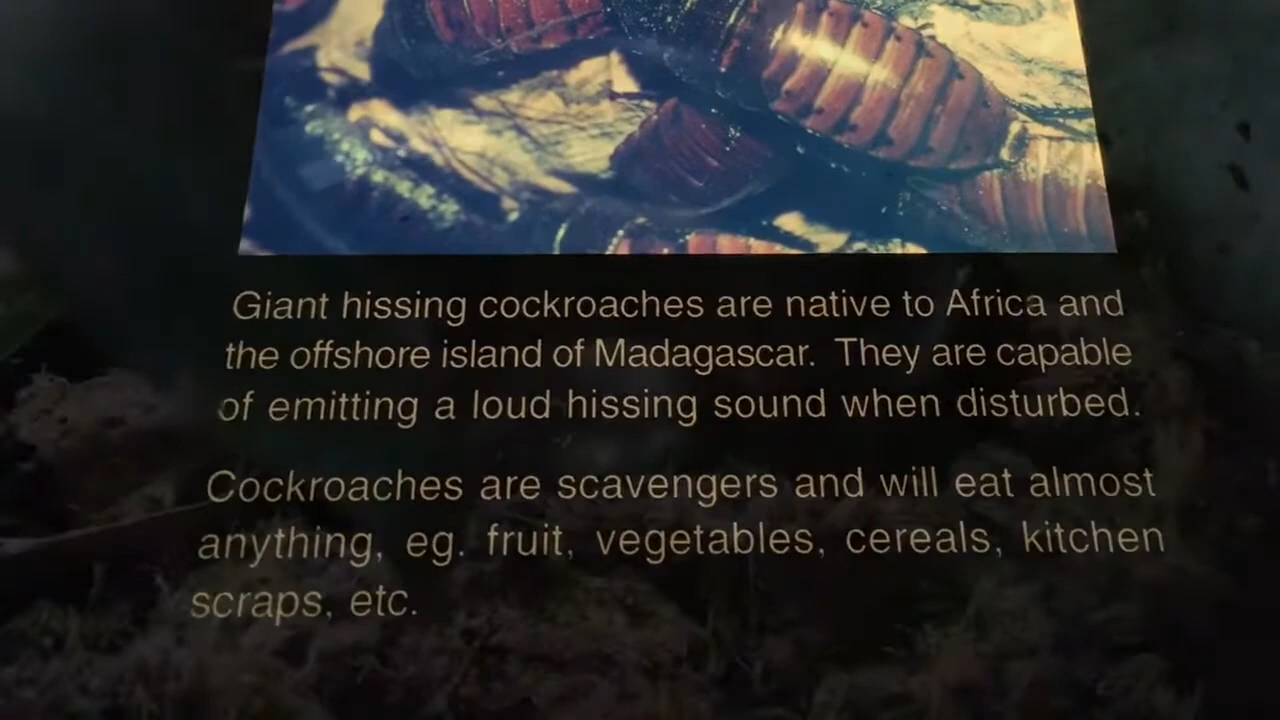 Giant hissing cockroaches are native to Africa and
the offshore island of Madagascar. They are capable
of emitting a loud hissing sound when disturbed.
Cockroaches are scavengers and will eat almost
anything, eg. fruit, vegetables, cereals, kitchen
scraps, etc.